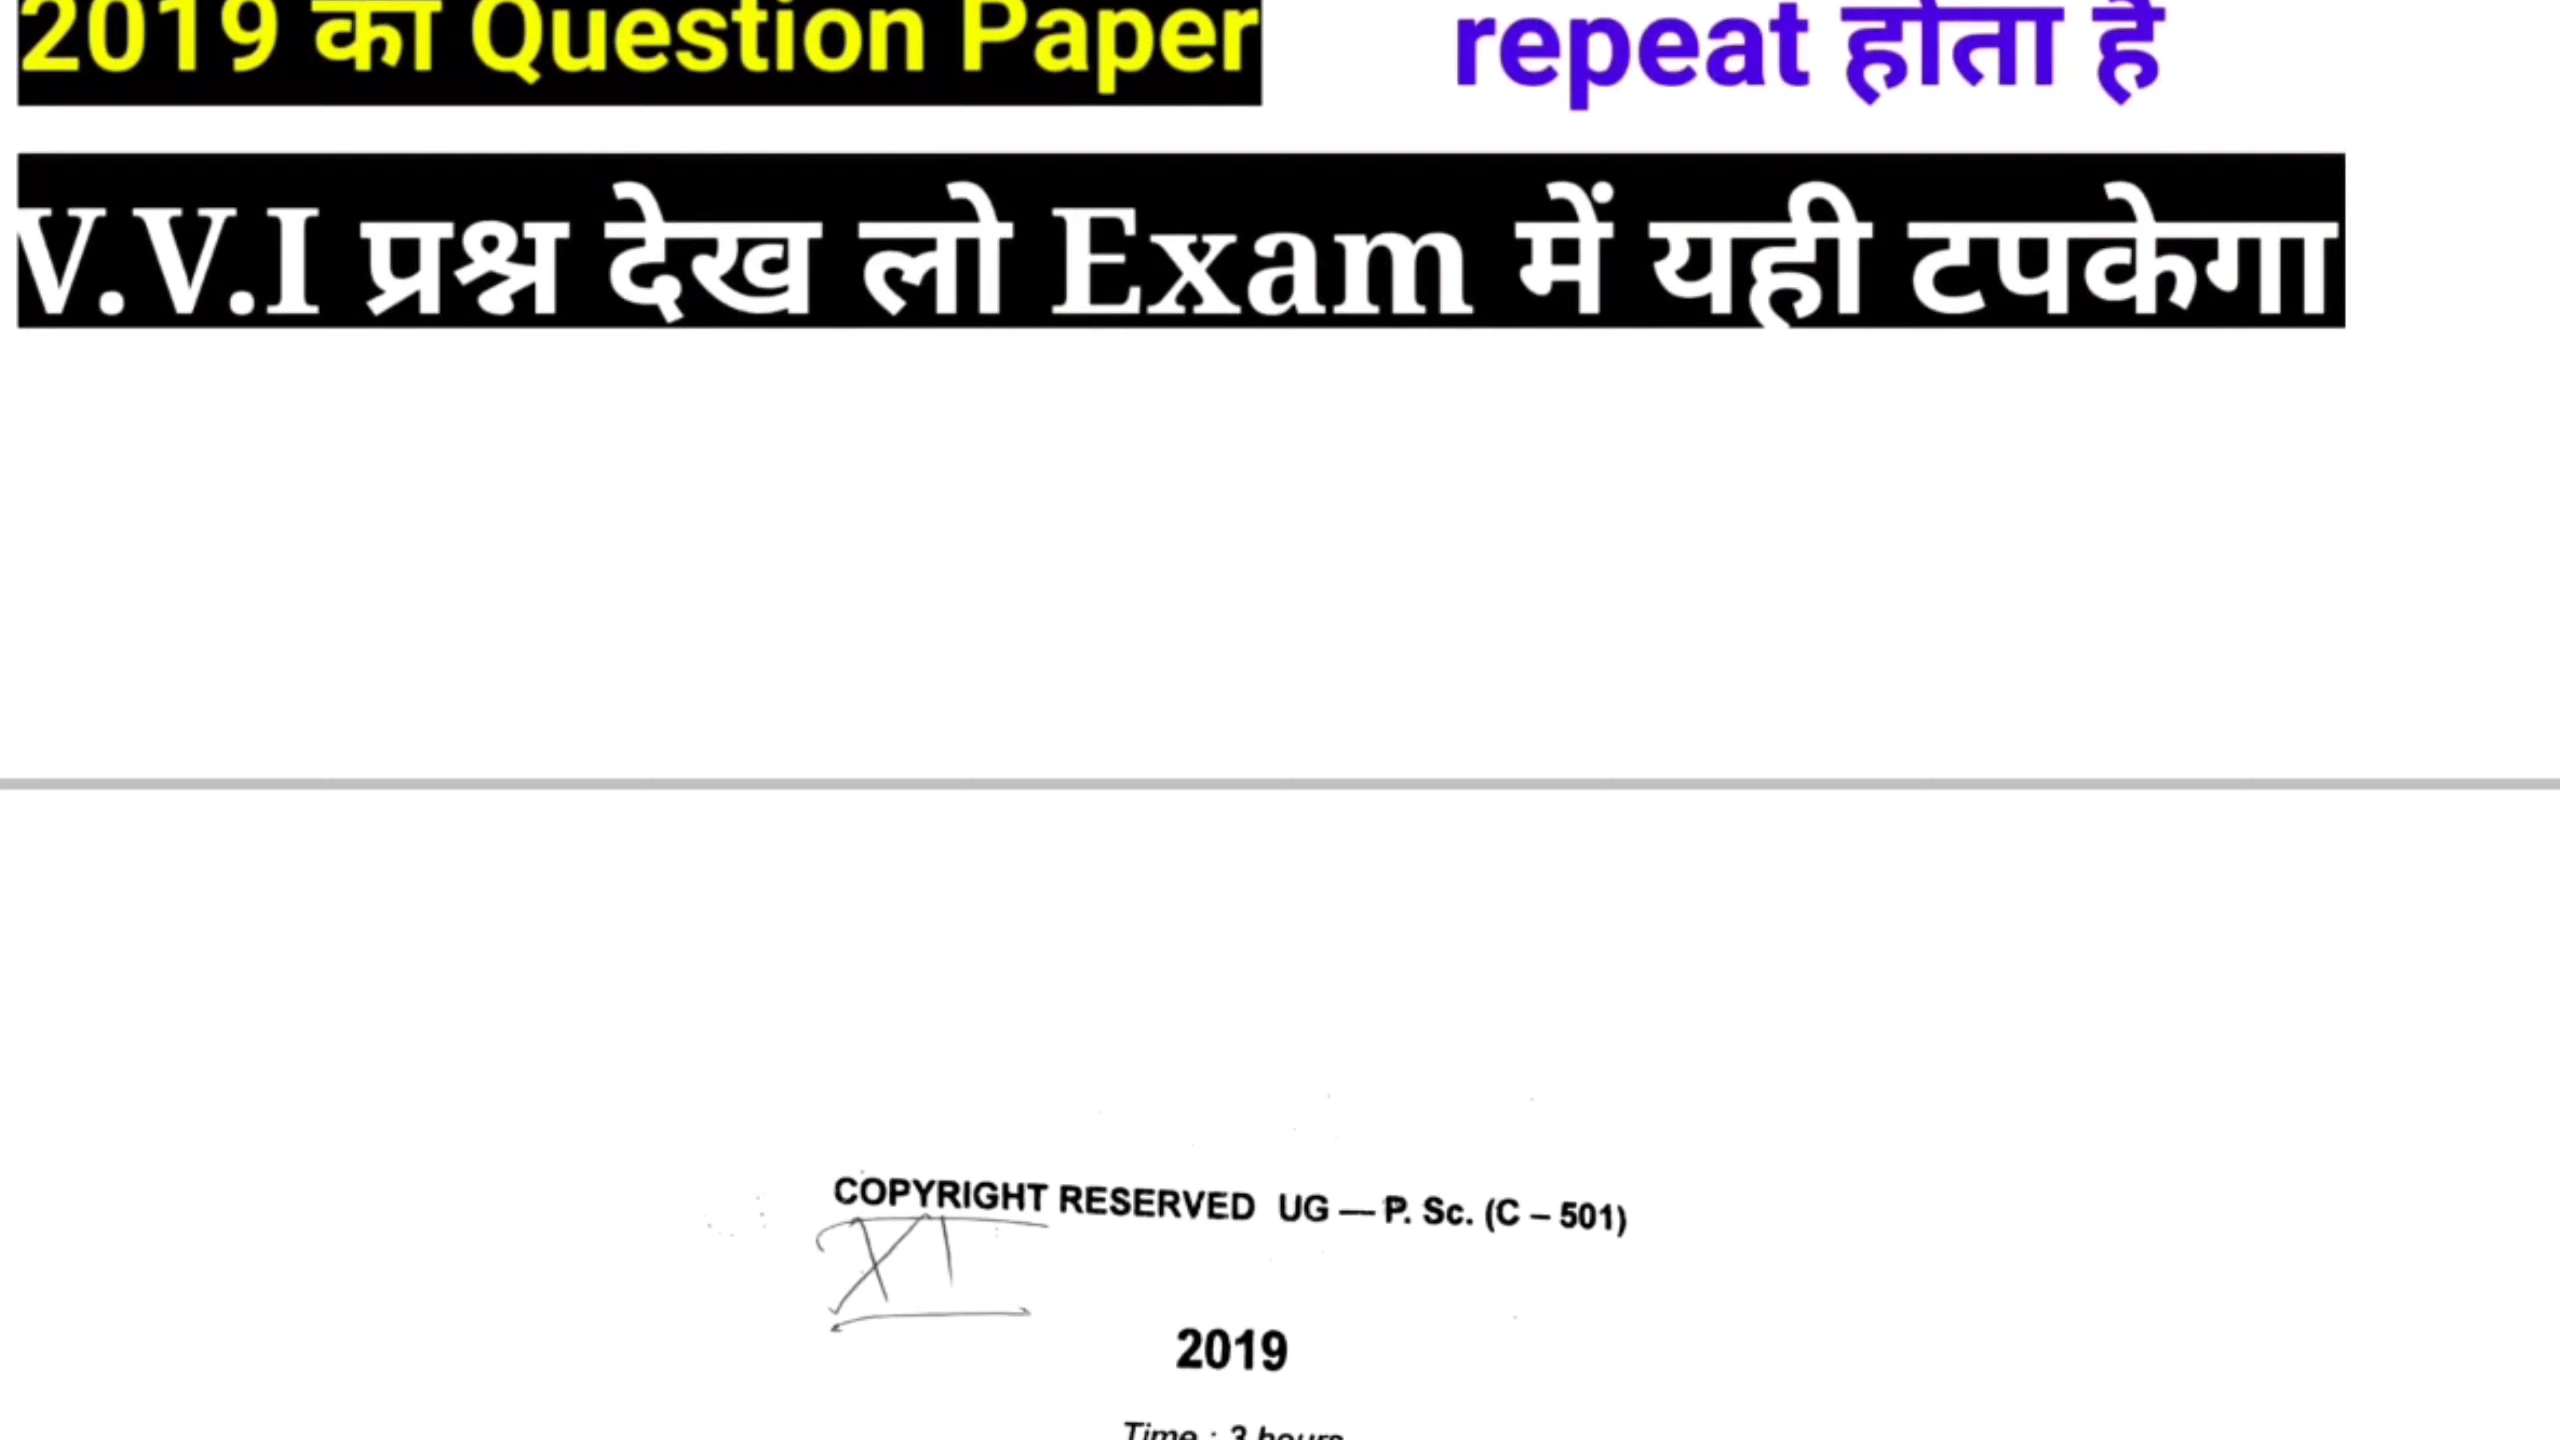 2019 का Question Paper repeat होता है
V.V.I प्रश्न देख लो Exam में यही टपकेगा
COPYRIGHT RESERVED UG — P. Sc. (C – 501)
XI
2019
Time : 3 hours